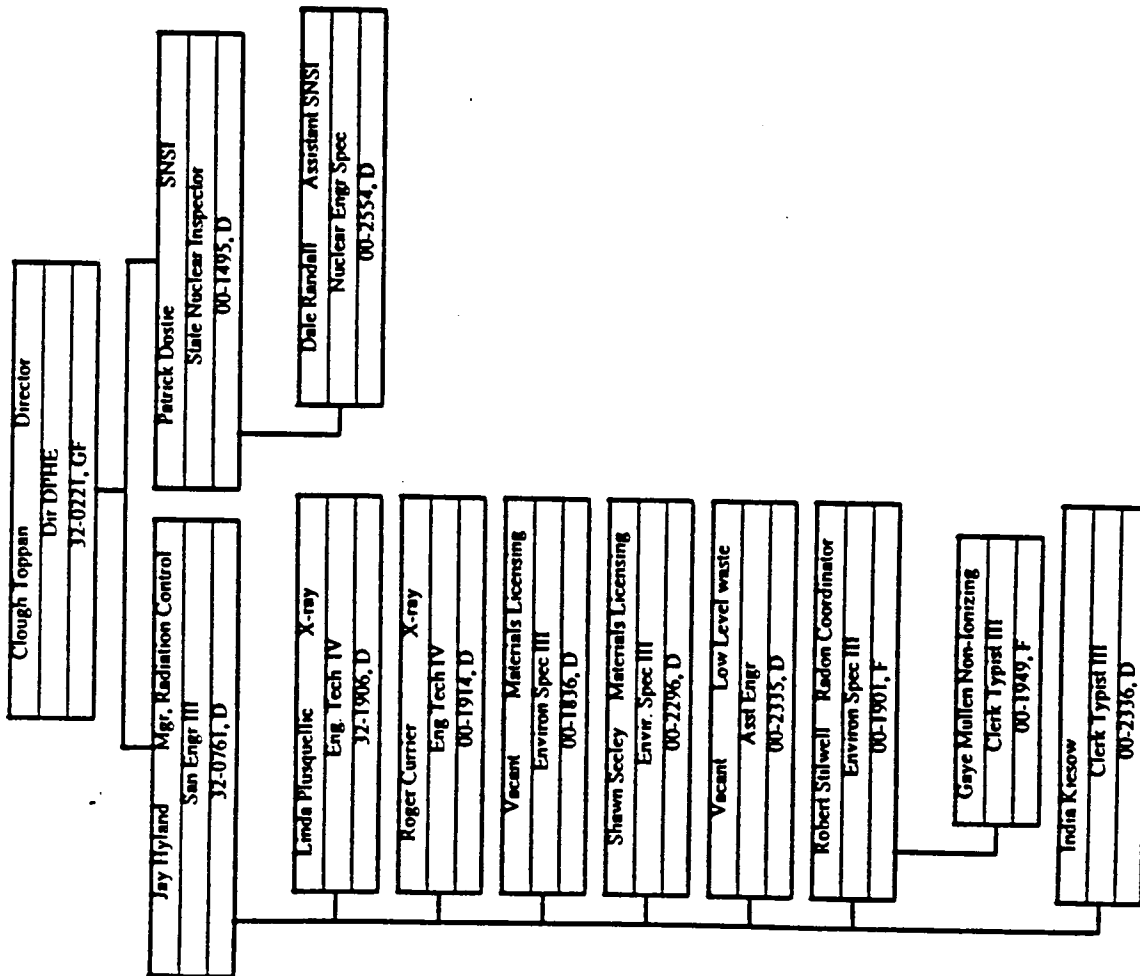 Clough Toppan Director
Dir DPHE
32-0221, GF
Jay Hyland Mgr, Radiation Control
San Engr III
32-0761, D
Patrick Dostie SNSI
State Nuclear Inspector
00-1495, D
Dale Randall Assistant SNSI
Nuclear Engr Spec
00-2554, D
Linda Plusquellic X-ray
Eng. Tech IV
32-1906, D
Roger Currier X-ray
Eng Tech IV
00-1914, D
Vacant Materials Licensing
Environ Spec III
00-1836, D
Shawn Seeley Materials Licensing
Envir. Spec III
00-2296, D
Vacant Low Level waste
Asst Engr
00-2335, D
Robert Stilwell Radon Coordinator
Environ Spec III
00-1901, F
Gaye Mullen Non-Ionizing
Clerk Typist III
00-1949, F
India Kiesow
Clerk Typist III
00-2336, D